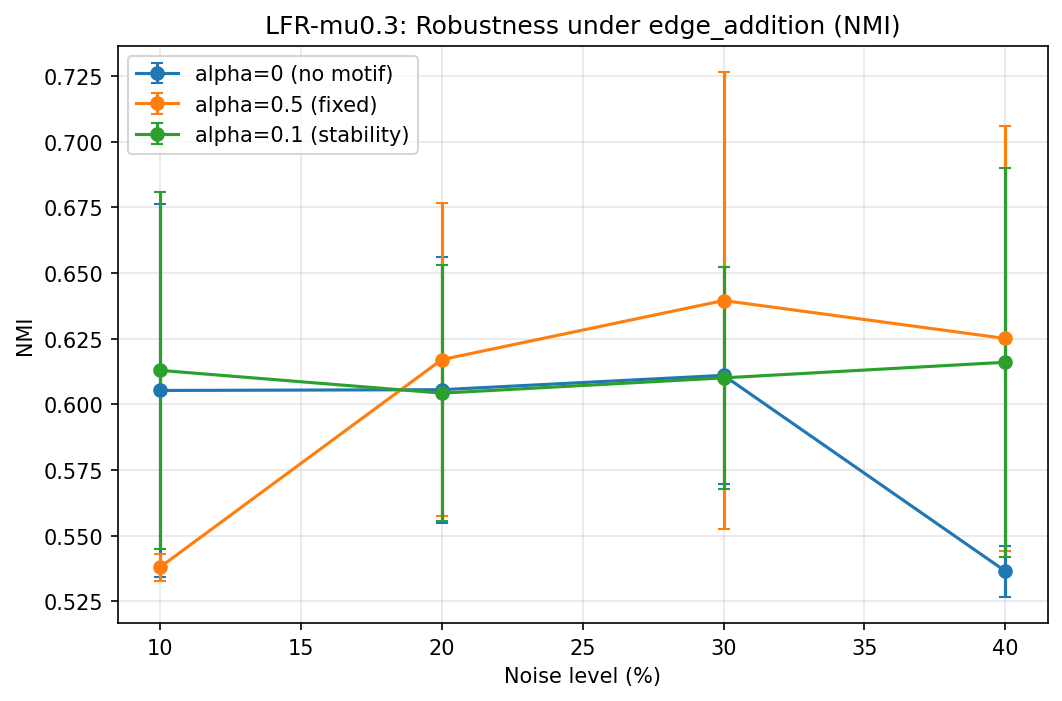 LFR-mu0.3: Robustness under edge_addition (NMI)
alpha=0 (no motif)
alpha=0.5 (fixed)
alpha=0.1 (stability)
NMI
0.725
0.700
0.675
0.650
0.625
0.600
0.575
0.550
0.525
10
15
20
25
30
35
40
Noise level (%)